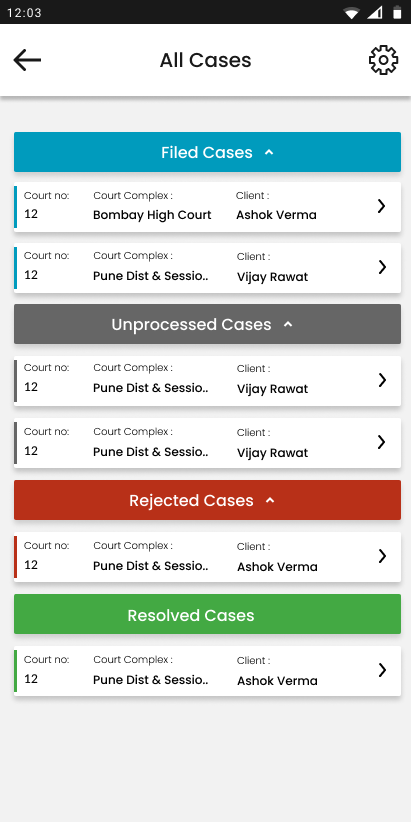 12:03
All Cases
Filed Cases
Court no: Court Complex : Client :
12 Bombay High Court Ashok Verma
Court no: Court Complex : Client :
12 Pune Dist & Sessio.. Vijay Rawat
Unprocessed Cases
Court no: Court Complex : Client :
12 Pune Dist & Sessio.. Vijay Rawat
Court no: Court Complex : Client :
12 Pune Dist & Sessio.. Vijay Rawat
Rejected Cases
Court no: Court Complex : Client :
12 Pune Dist & Sessio.. Ashok Verma
Resolved Cases
Court no: Court Complex : Client :
12 Pune Dist & Sessio.. Ashok Verma